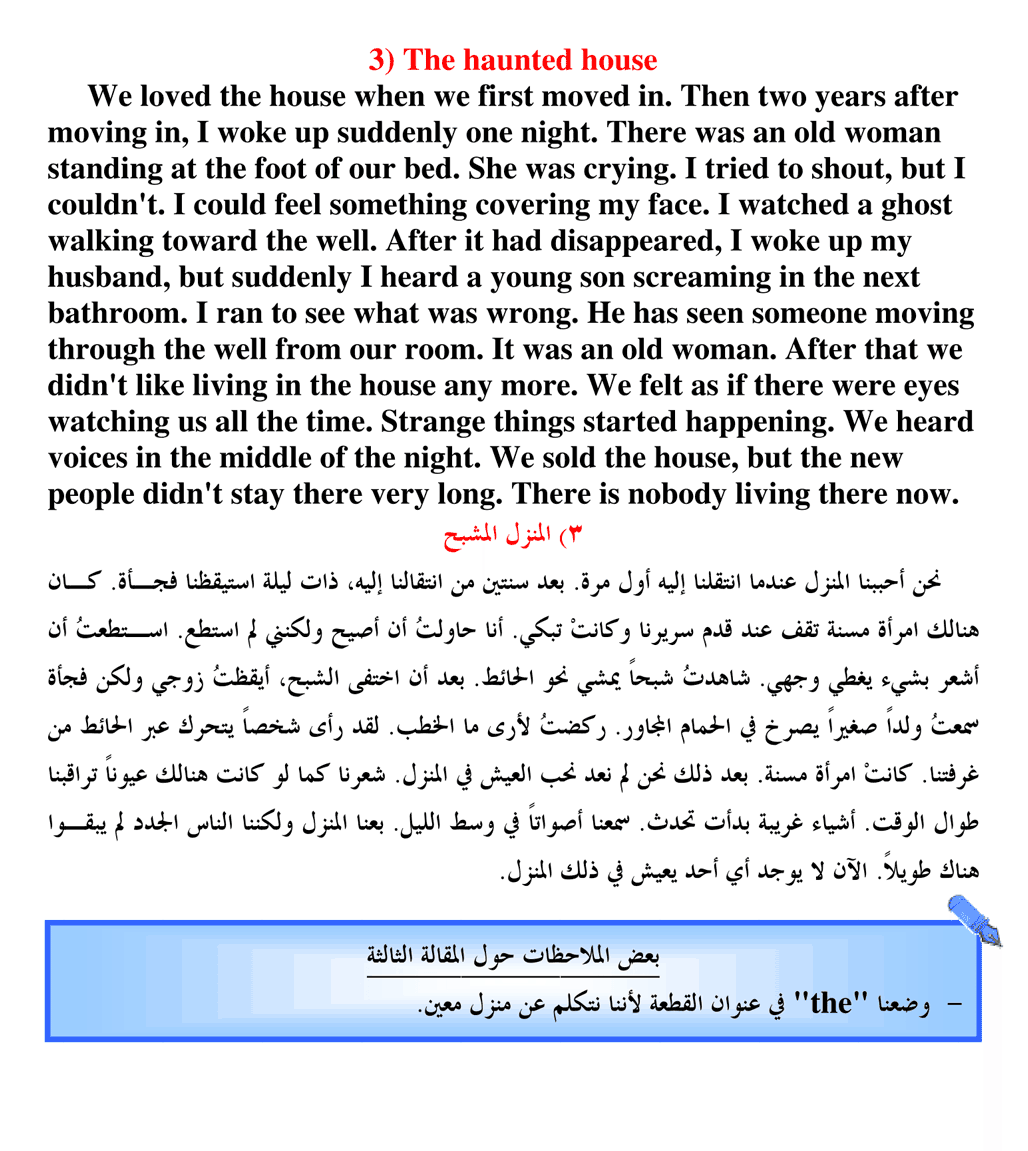 3) The haunted house
We loved the house when we first moved in. Then two years after
moving in, I woke up suddenly one night. There was an old woman
standing at the foot of our bed. She was crying. I tried to shout, but I
couldn't. I could feel something covering my face. I watched a ghost
walking toward the well. After it had disappeared, I woke up my
husband, but suddenly I heard a young son screaming in the next
bathroom. I ran to see what was wrong. He has seen someone moving
through the well from our room. It was an old woman. After that we
didn't like living in the house any more. We felt as if there were eyes
watching us all the time. Strange things started happening. We heard
voices in the middle of the night. We sold the house, but the new
people didn't stay there very long. There is nobody living there now.
٣) المنزل المشبح
نحن أحببنا المنزل عندما انتقلنا إليه أول مرة. بعد سنتين من انتقالنا إليه، ذات ليلة استيقظنا فجـــأة. كـــان
هنالك امرأة مسنة تقف عند قدم سريرنا وكانتْ تبكي. أنا حاولتُ أن أصيح ولكنني لم استطع. اســـتطعتُ أن
أشعر بشيء يغطي وجهي. شاهدتُ شبحاً يمشي نحو الحائط. بعد أن اختفى الشبح، أيقظتُ زوجي ولكن فجأة
سمعتُ ولداً صغيراً يصرخ في الحمام المجاور. ركضتُ لأرى ما الخطب. لقد رأى شخصاً يتحرك عبر الحائط من
غرفتنا. كانتْ امرأة مسنة. بعد ذلك نحن لم نعد نحب العيش في المنزل. شعرنا كما لو كانت هنالك عيوناً تراقبنا
طوال الوقت. أشياء غريبة بدأت تحدث. سمعنا أصواتاً في وسط الليل. بعنا المنزل ولكننا الناس الجدد لم يبقـــوا
هناك طويلاً. الآن لا يوجد أي أحد يعيش في ذلك المنزل.
بعض الملاحظات حول المقالة الثالثة
- وضعنا "the" في عنوان القطعة لأننا نتكلم عن منزل معين.